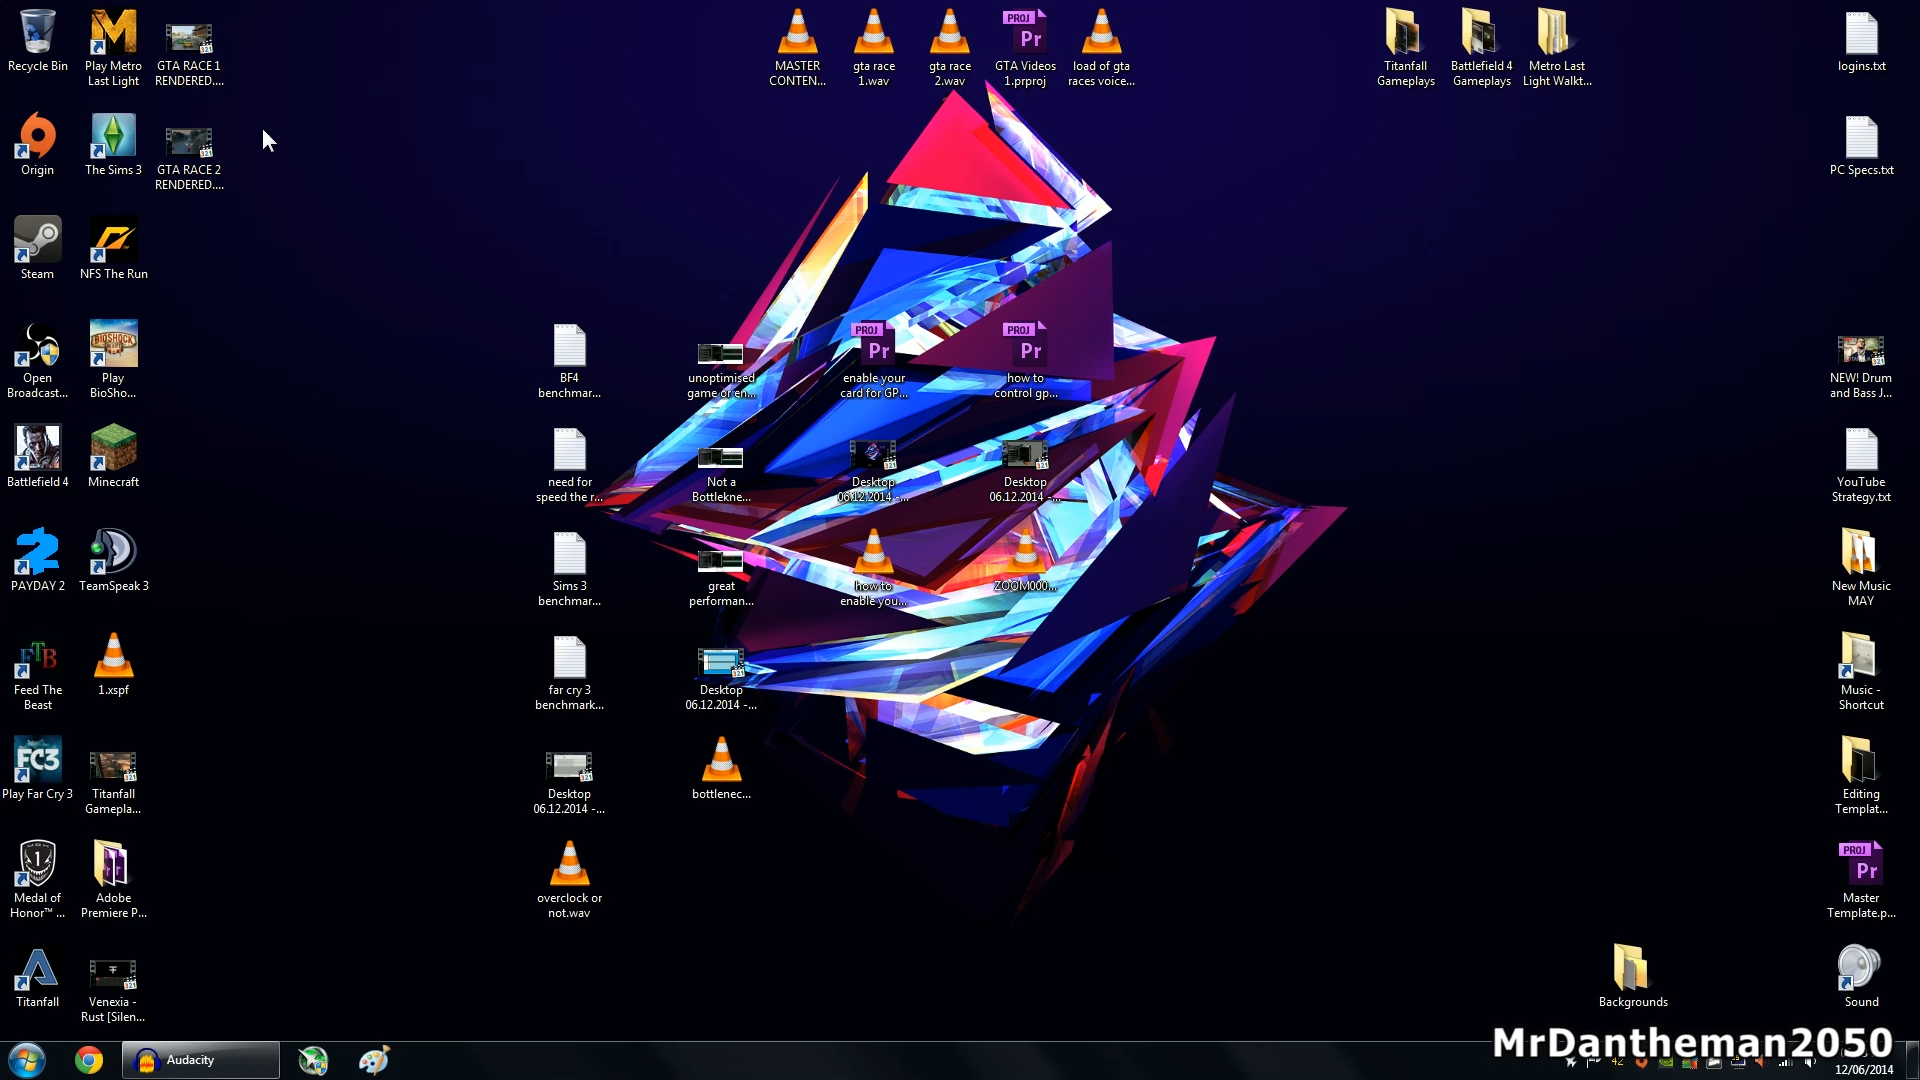 Recycle Bin
Play Metro
Last Light
GTA RACE 1
RENDERED....
MASTER
CONTEN...
gta race
1.wav
gta race
2.wav
PROJ
Pr
GTA Videos
1.prproj
load of gta
races voice...
Titanfall
Gameplays
Battlefield 4
Gameplays
Metro Last
Light Walkt...
logins.txt
Origin
The Sims 3
GTA RACE 2
RENDERED....
PC Specs.txt
Steam
NFS The Run
Open
Broadcast...
BIOSHOCK
Play
BioSho...
BF4
benchmar...
unoptimised
game or en...
PROJ
Pr
enable your
card for GP...
PROJ
Pr
how to
control gp...
NEW! Drum
and Bass J...
Battlefield 4
Minecraft
need for
speed the r...
Not a
Bottlekne...
Desktop
06.12.2014 -...
Desktop
06.12.2014 -...
YouTube
Strategy.txt
PAYDAY 2
TeamSpeak 3
Sims 3
benchmar...
great
performan...
how to
enable you...
ZOOM000...
New Music
MAY
FTB
Feed The
Beast
1.xspf
far cry 3
benchmark...
Desktop
06.12.2014 -...
Music -
Shortcut
FC3
Play Far Cry 3
Titanfall
Gamepla...
Desktop
06.12.2014 -...
bottlenec...
Editing
Templat...
Medal of
Honor™ ...
Adobe
Premiere P...
overclock or
not.wav
PROJ
Pr
Master
Template.p...
Titanfall
Venexia -
Rust [Silen...
Backgrounds
Sound
MrDantheman2050
Audacity
42
12/06/2014